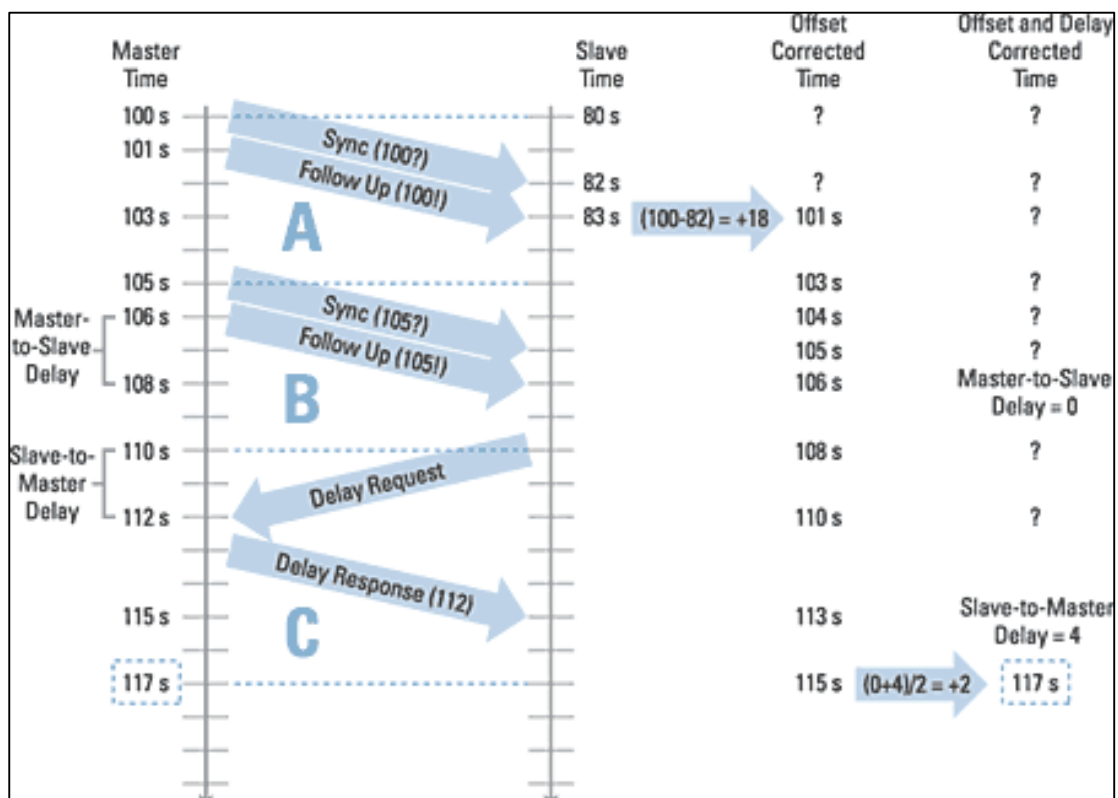 Master
Time
Slave
Time
Offset
Corrected
Time
Offset and Delay
Corrected
Time
100 s
80 s
?
?
Sync (100?)
101 s
Follow Up (100!)
82 s
?
?
103 s
A
83 s
(100-82) = +18
101 s
?
105 s
103 s
?
Sync (105?)
Master-
to-Slave
Delay
106 s
104 s
?
Follow Up (105!)
105 s
?
108 s
B
106 s
Master-to-Slave
Delay = 0
Slave-to-
Master
Delay
110 s
108 s
?
Delay Request
112 s
110 s
?
Delay Response (112)
115 s
C
113 s
Slave-to-Master
Delay = 4
117 s
115 s
(0+4)/2 = +2
117 s